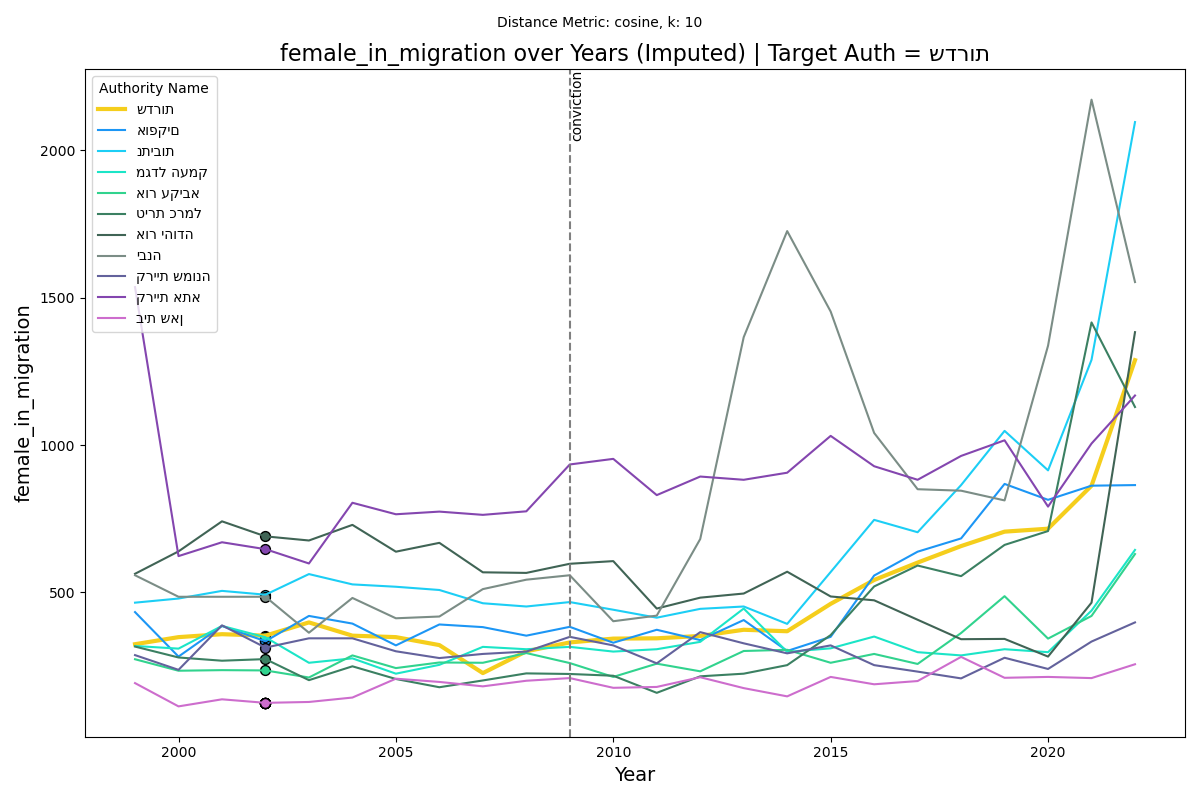 Distance Metric: cosine, k: 10
female_in_migration over Years (Imputed) | Target Auth = שדרות
Authority Name
שדרות
אופקים
נתיבות
מגדל העמק
אור עקיבא
טירת כרמל
אור יהודה
יבנה
קריית שמונה
קריית אתא
בית שאן
conviction
female_in_migration
2000
1500
1000
500
2000
2005
2010
2015
2020
Year